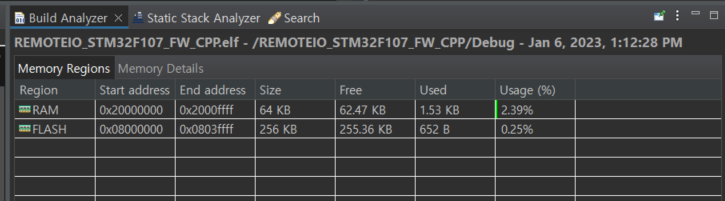 Build Analyzer Static Stack Analyzer Search
REMOTEIO_STM32F107_FW_CPP.elf - /REMOTEIO_STM32F107_FW_CPP/Debug - Jan 6, 2023, 1:12:28 PM
Memory Regions Memory Details
Region Start address End address Size Free Used Usage (%)
RAM 0x20000000 0x2000ffff 64 KB 62.47 KB 1.53 KB 2.39%
FLASH 0x08000000 0x0803ffff 256 KB 255.36 KB 652 B 0.25%